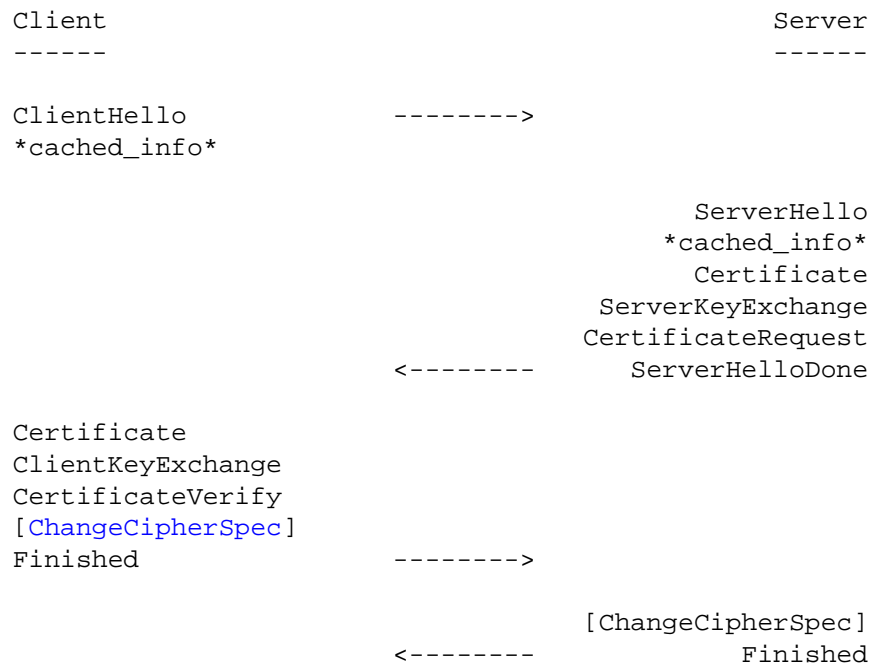 Client                                           Server
------                                           ------
ClientHello             -------->
*cached_info*
                                            ServerHello
                                          *cached_info*
                                            Certificate
                                      ServerKeyExchange
                                     CertificateRequest
                        <--------       ServerHelloDone
Certificate
ClientKeyExchange
CertificateVerify
[ChangeCipherSpec]
Finished                -------->
                                     [ChangeCipherSpec]
                        <--------              Finished